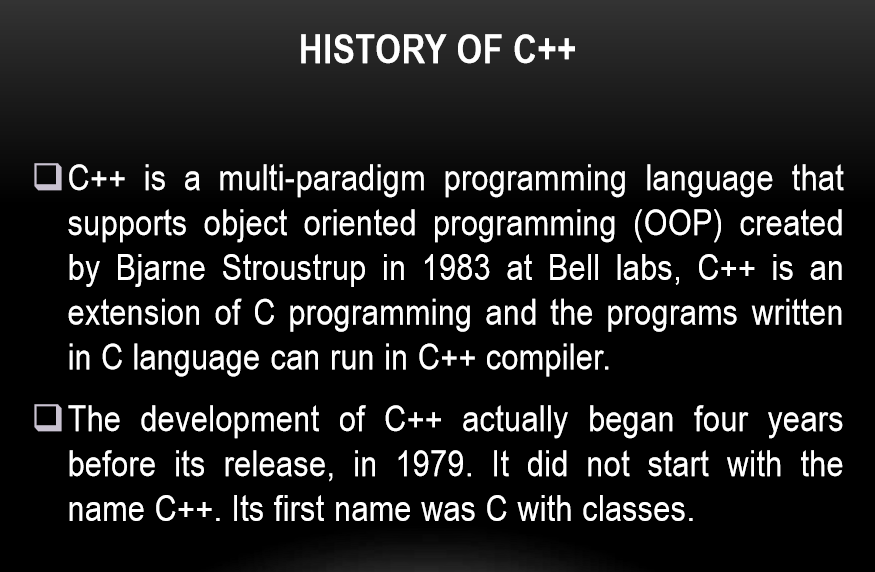 HISTORY OF C++
C++ is a multi-paradigm programming language that
supports object oriented programming (OOP) created
by Bjarne Stroustrup in 1983 at Bell labs, C++ is an
extension of C programming and the programs written
in C language can run in C++ compiler.
The development of C++ actually began four years
before its release, in 1979. It did not start with the
name C++. Its first name was C with classes.